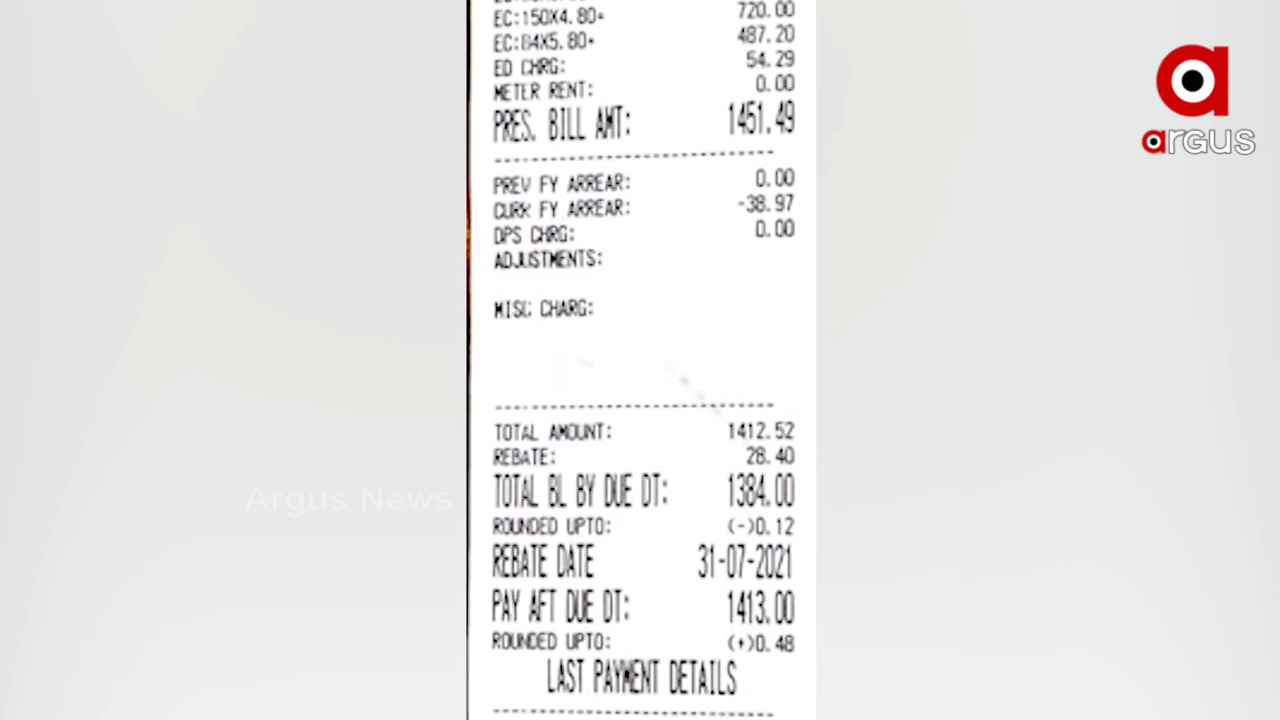 EC:150X4.80= 720.00
EC:84X5.80= 487.20
ED CHRG: 54.29
METER RENT: 0.00
PRES. BILL AMT: 1451.49
PREV FY ARREAR: 0.00
CURR FY ARREAR: -38.97
DPS CHRG: 0.00
ADJUSTMENTS:
MISC CHARG:
TOTAL AMOUNT: 1412.52
REBATE: 28.40
TOTAL BL BY DUE DT: 1384.00
ROUNDED UPTO: (-)0.12
REBATE DATE 31-07-2021
PAY AFT DUE DT: 1413.00
ROUNDED UPTO: (+)0.48
LAST PAYMENT DETAILS
argus
Argus News